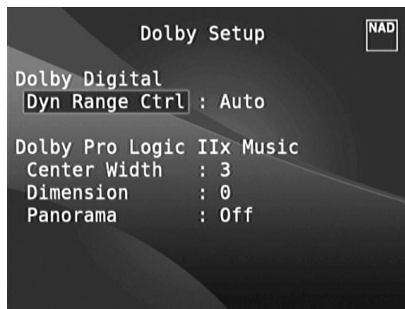 Dolby Setup
NAD
Dolby Digital
Dyn Range Ctrl : Auto
Dolby Pro Logic IIx Music
Center Width : 3
Dimension : 0
Panorama : Off